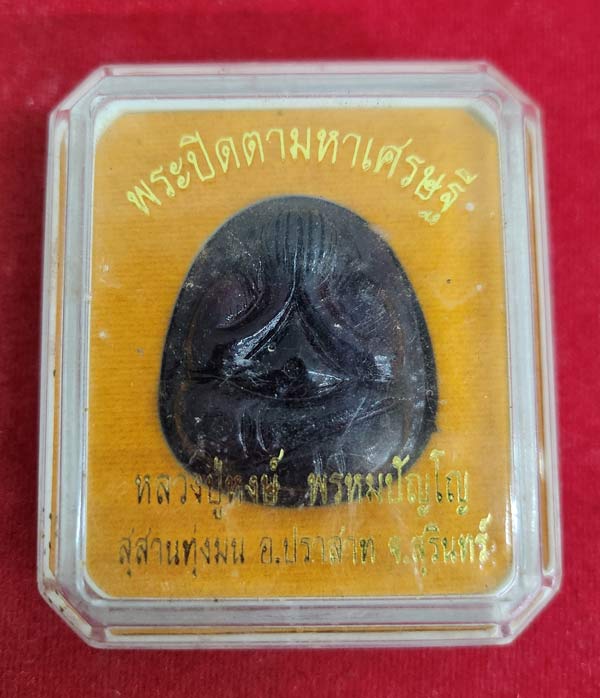 พระปิดตามหาเศรษฐี
หลวงปู่หงษ์ พรหมปัญโญ
สุสานทุ่งมน อ.ปราสาท จ.สุรินทร์